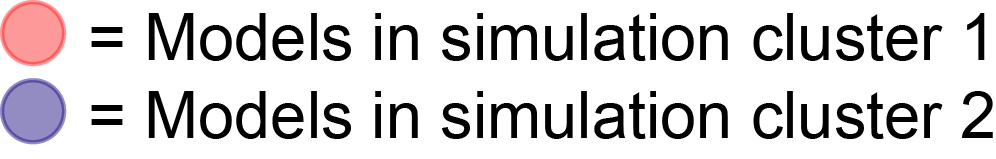 = Models in simulation cluster 1
= Models in simulation cluster 2